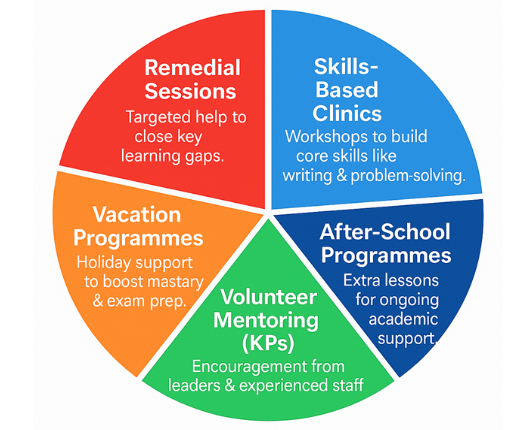 Remedial
Sessions
Targeted help to
close key
learning gaps.
Skills-
Based
Clinics
Workshops to build
core skills like
writing & problem-solving.
Vacation
Programmes
Holiday support
to boost mastary
& exam prep.
After-School
Programmes
Extra lessons
for ongoing
academic
support.
Volunteer
Mentoring
(KPs)
Encouragement from
leaders & experienced staff